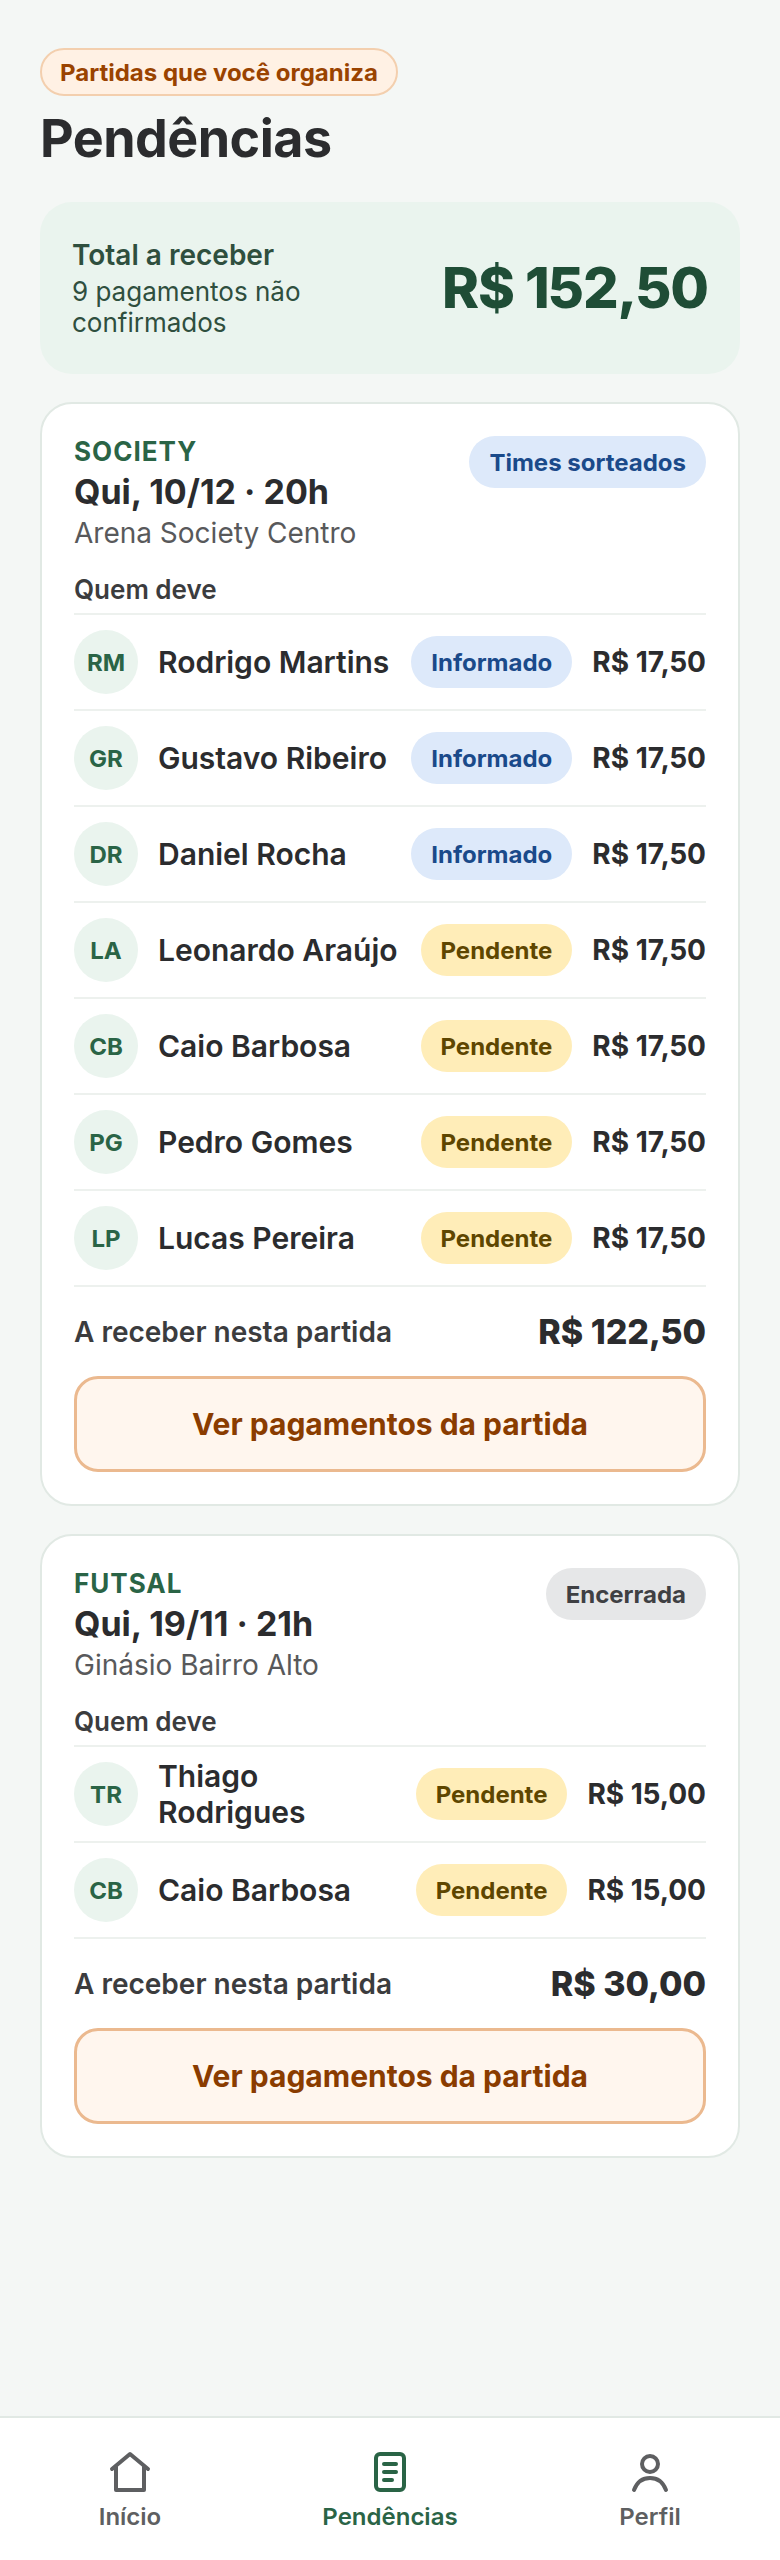 Partidas que você organiza
Pendências
Total a receber
9 pagamentos não
confirmados
R$ 152,50
SOCIETY
Times sorteados
Qui, 10/12 · 20h
Arena Society Centro
Quem deve
RM Rodrigo Martins Informado R$ 17,50
GR Gustavo Ribeiro Informado R$ 17,50
DR Daniel Rocha Informado R$ 17,50
LA Leonardo Araújo Pendente R$ 17,50
CB Caio Barbosa Pendente R$ 17,50
PG Pedro Gomes Pendente R$ 17,50
LP Lucas Pereira Pendente R$ 17,50
A receber nesta partida R$ 122,50
Ver pagamentos da partida
FUTSAL
Encerrada
Qui, 19/11 · 21h
Ginásio Bairro Alto
Quem deve
TR Thiago
Rodrigues Pendente R$ 15,00
CB Caio Barbosa Pendente R$ 15,00
A receber nesta partida R$ 30,00
Ver pagamentos da partida
Início Pendências Perfil